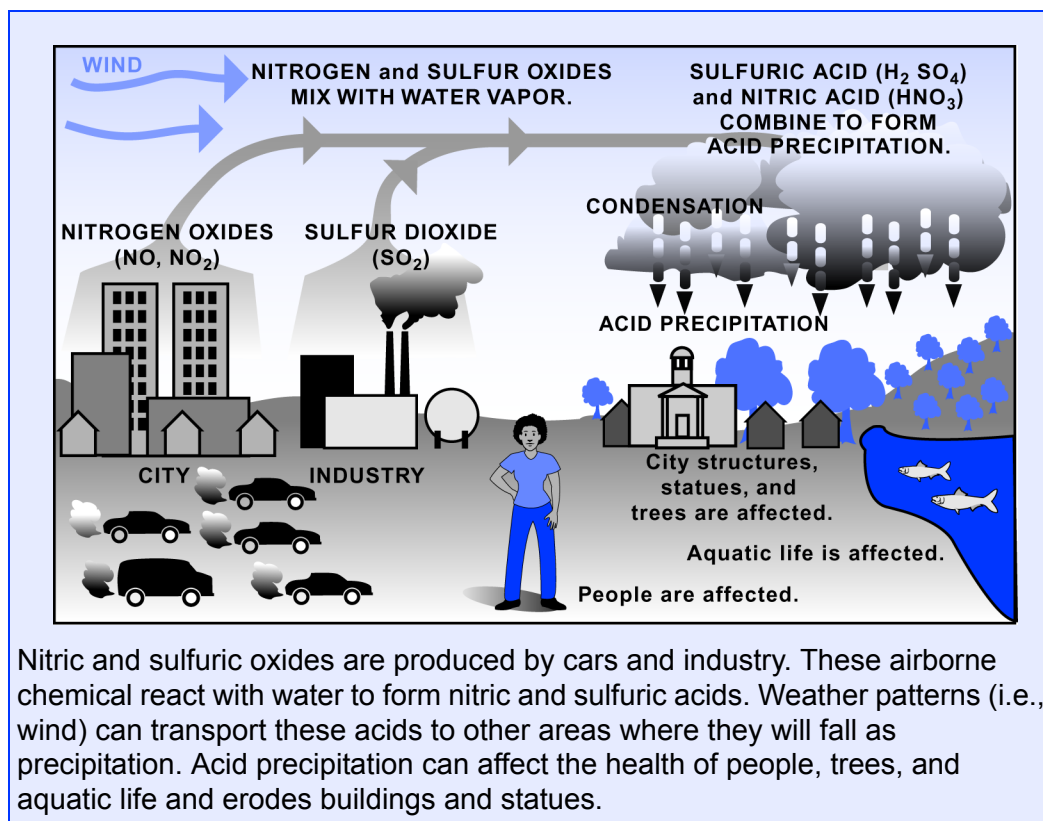 WIND
NITROGEN and SULFUR OXIDES
MIX WITH WATER VAPOR.
SULFURIC ACID (H₂ SO₄)
and NITRIC ACID (HNO₃)
COMBINE TO FORM
ACID PRECIPITATION.
CONDENSATION
NITROGEN OXIDES
(NO, NO₂)
SULFUR DIOXIDE
(SO₂)
ACID PRECIPITATION
CITY
INDUSTRY
City structures,
statues, and
trees are affected.
Aquatic life is affected.
People are affected.
Nitric and sulfuric oxides are produced by cars and industry. These airborne
chemical react with water to form nitric and sulfuric acids. Weather patterns (i.e.,
wind) can transport these acids to other areas where they will fall as
precipitation. Acid precipitation can affect the health of people, trees, and
aquatic life and erodes buildings and statues.